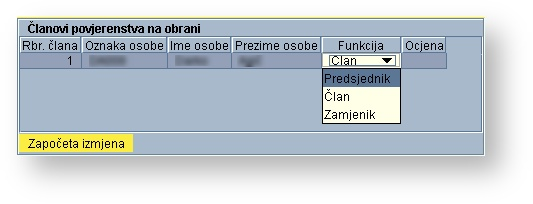 Članovi povjerenstva na obrani
Rbr. člana Oznaka osobe Ime osobe Prezime osobe Funkcija Ocjena
1 Član
Predsjednik
Član
Zamjenik
Započeta izmjena